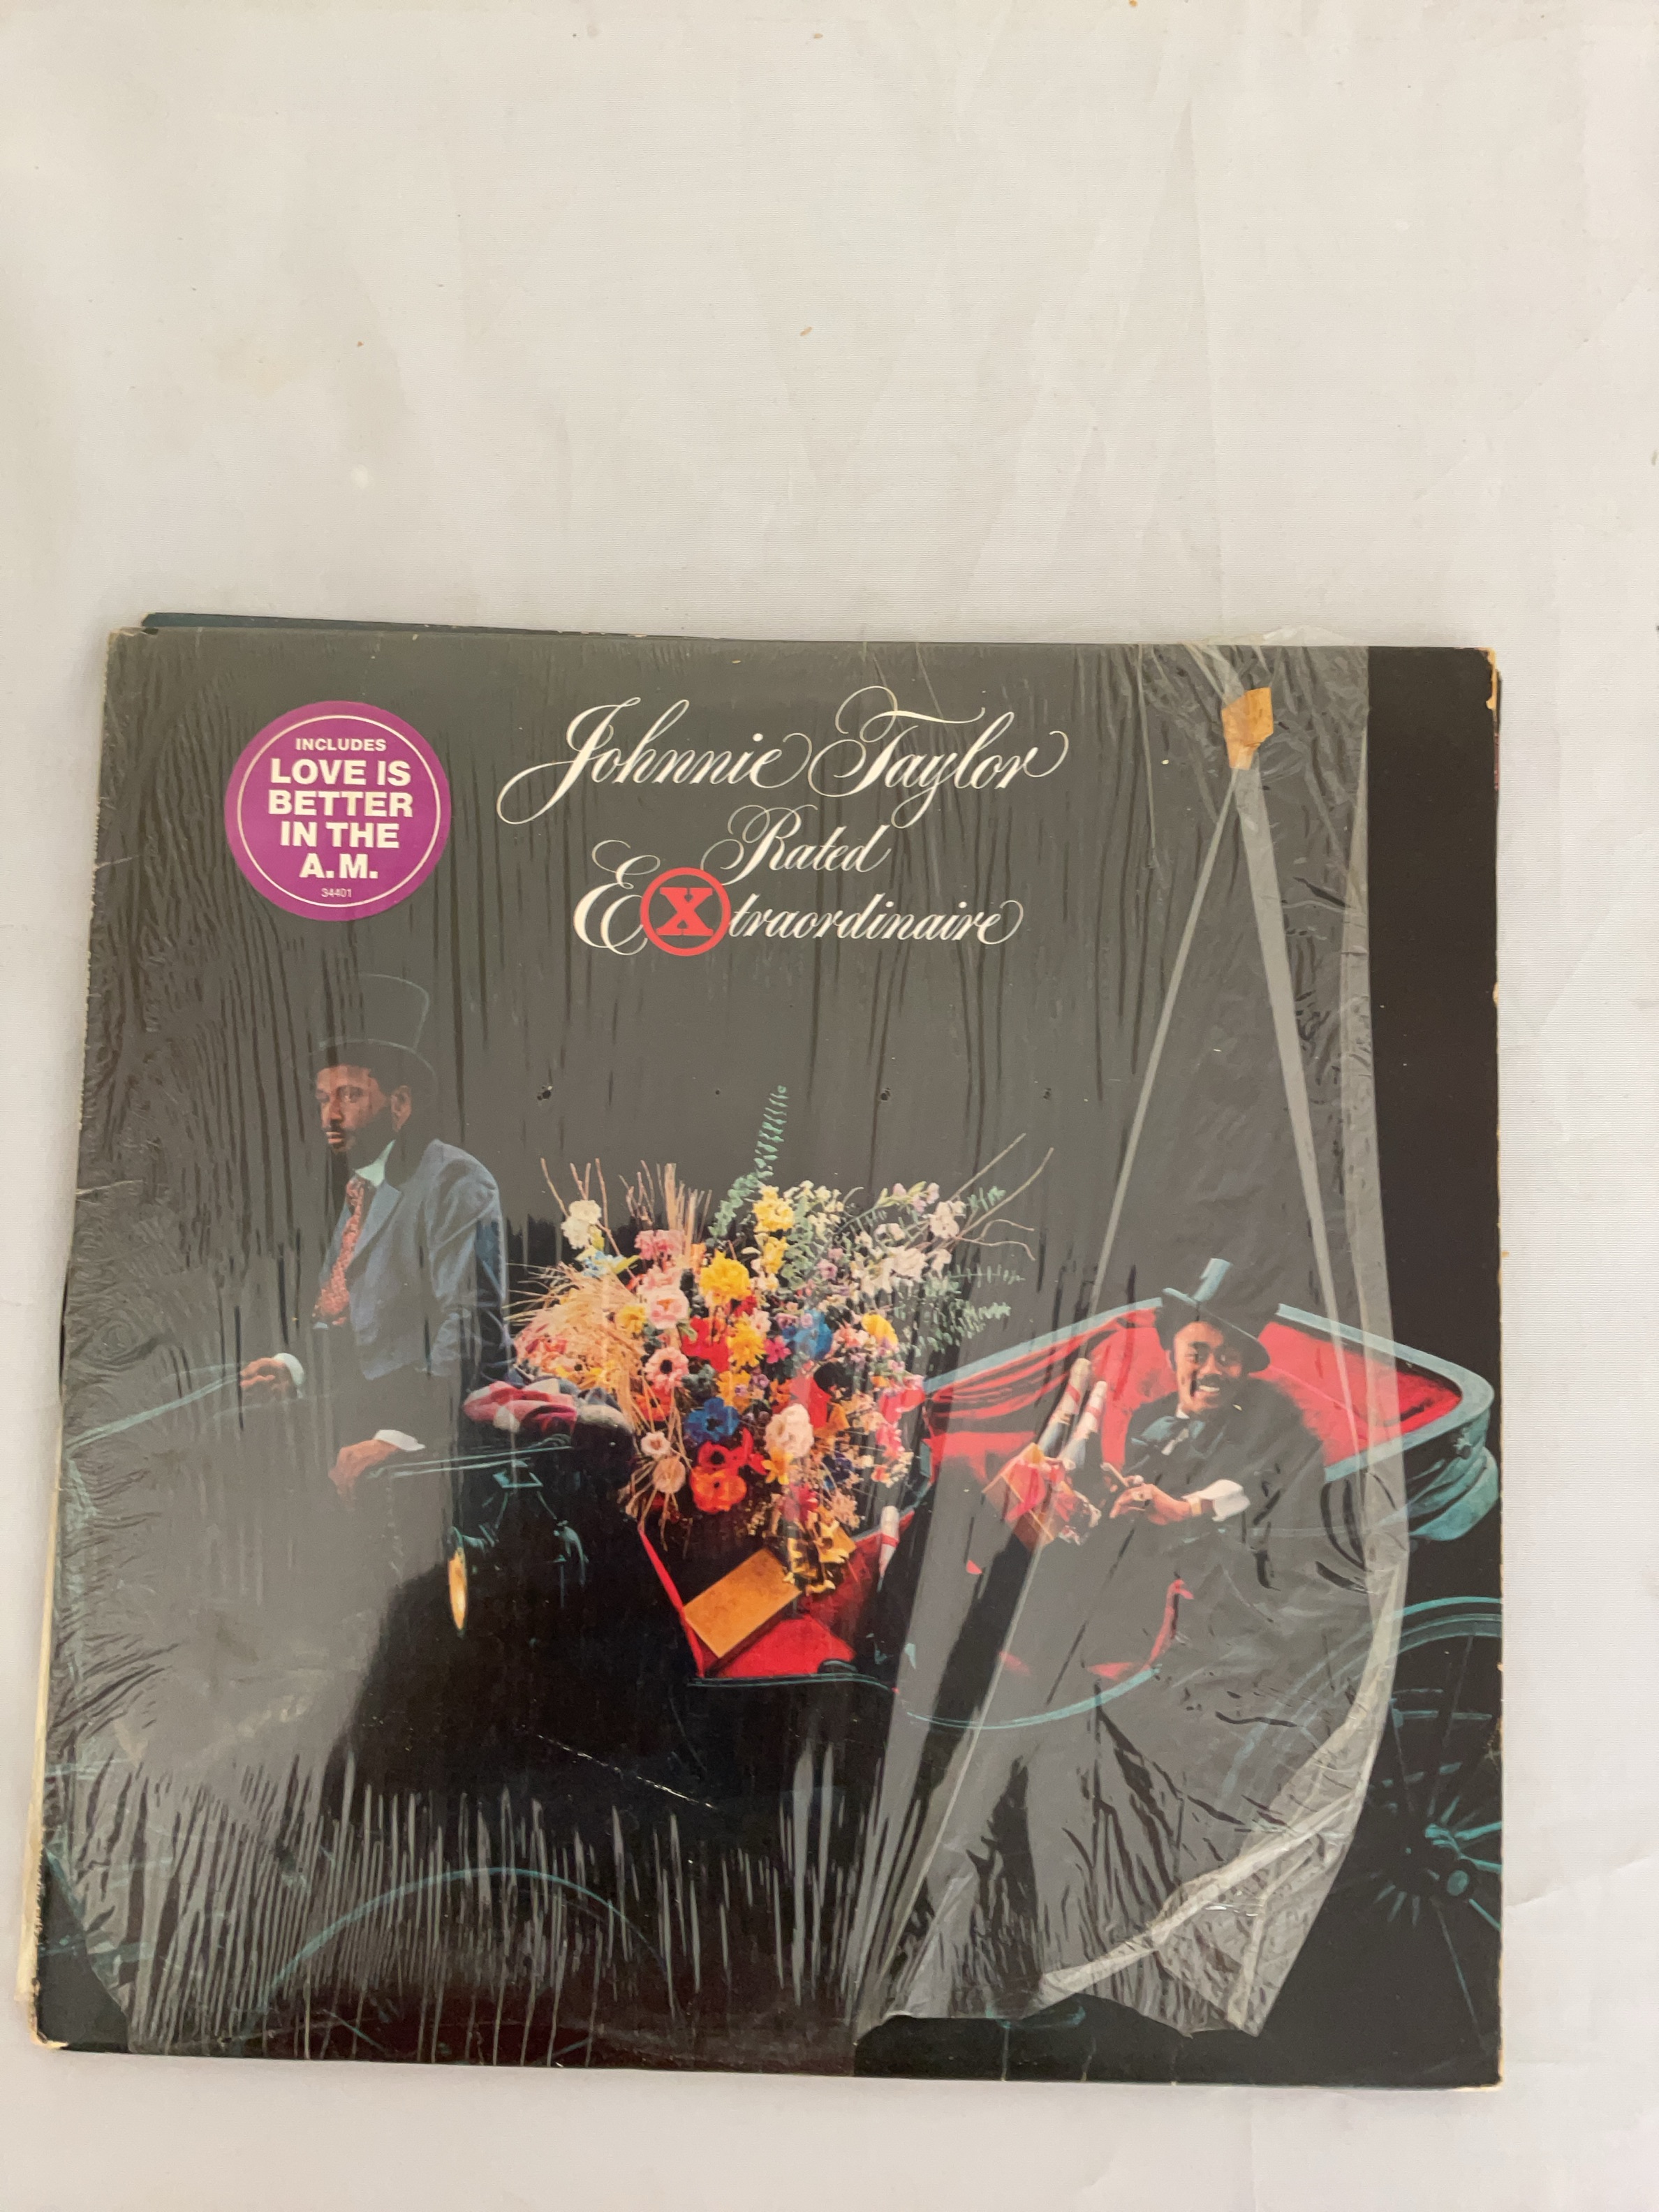 INCLUDES
LOVE IS
BETTER
IN THE
A.M.
34401
Johnnie Taylor
Rated
EXtraordinaire